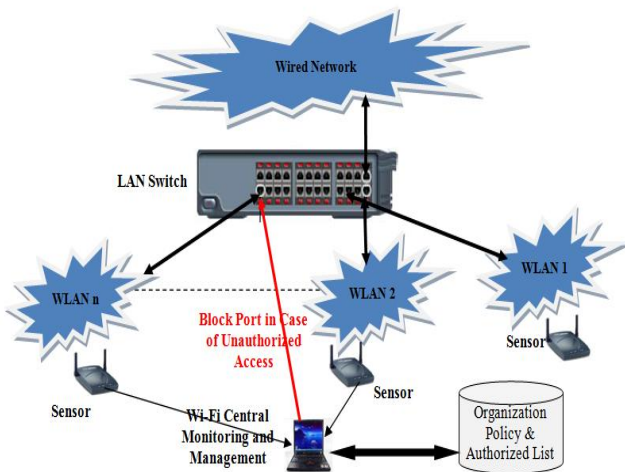 Wired Network
LAN Switch
WLAN n
WLAN 2
WLAN 1
Block Port in Case
of Unauthorized
Access
Sensor
Sensor
Sensor
Wi-Fi Central
Monitoring and
Management
Organization
Policy &
Authorized List